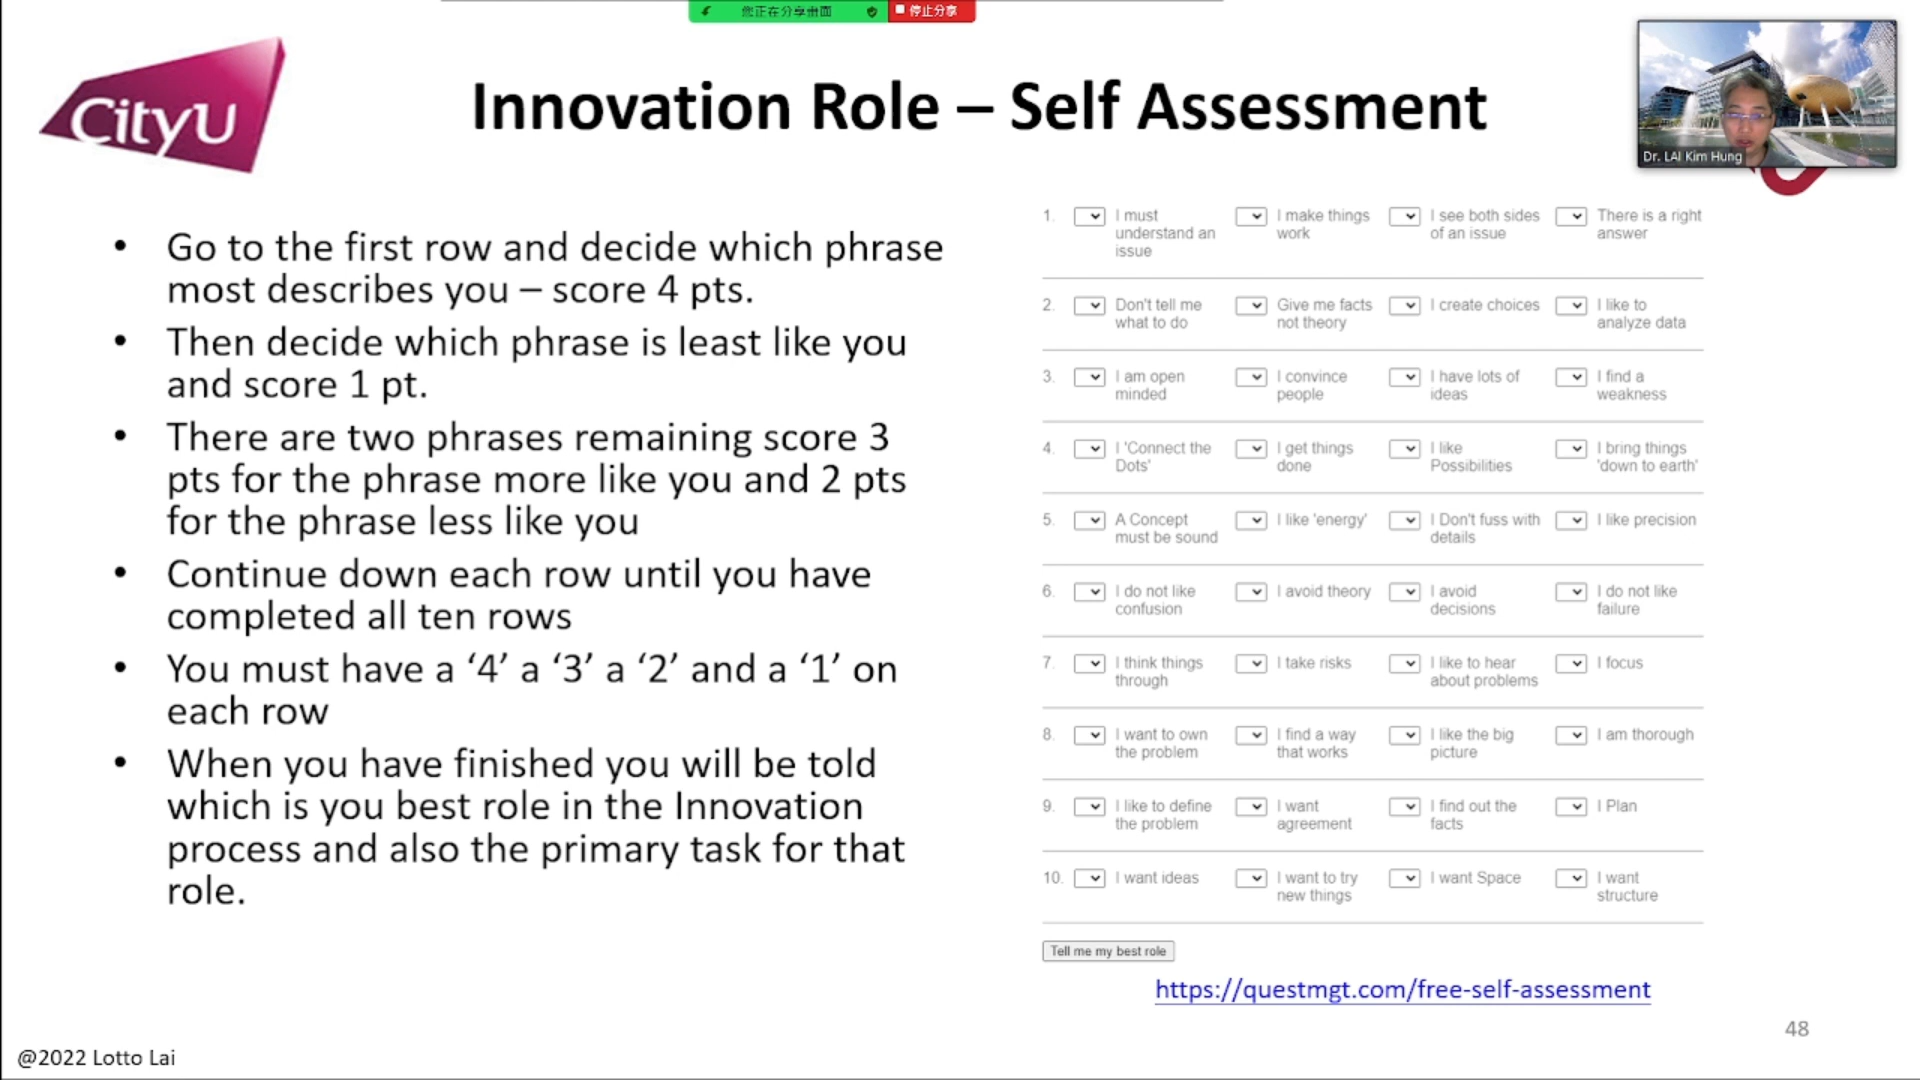 您正在分享畫面
停止分享
CityU
Innovation Role – Self Assessment
Dr. LAI Kim Hung
• Go to the first row and decide which phrase
most describes you – score 4 pts.
• Then decide which phrase is least like you
and score 1 pt.
• There are two phrases remaining score 3
pts for the phrase more like you and 2 pts
for the phrase less like you
• Continue down each row until you have
completed all ten rows
• You must have a ‘4’ a ‘3’ a ‘2’ and a ‘1’ on
each row
• When you have finished you will be told
which is you best role in the Innovation
process and also the primary task for that
role.
1. I must
understand an
issue
I make things
work
I see both sides
of an issue
There is a right
answer
2. Don't tell me
what to do
Give me facts
not theory
I create choices
I like to
analyze data
3. I am open
minded
I convince
people
I have lots of
ideas
I find a
weakness
4. I 'Connect the
Dots'
I get things
done
I like
Possibilities
I bring things
'down to earth'
5. A Concept
must be sound
I like 'energy'
I Don't fuss with
details
I like precision
6. I do not like
confusion
I avoid theory
I avoid
decisions
I do not like
failure
7. I think things
through
I take risks
I like to hear
about problems
I focus
8. I want to own
the problem
I find a way
that works
I like the big
picture
I am thorough
9. I like to define
the problem
I want
agreement
I find out the
facts
I Plan
10. I want ideas
I want to try
new things
I want Space
I want
structure
Tell me my best role
https://questmgt.com/free-self-assessment
48
@2022 Lotto Lai